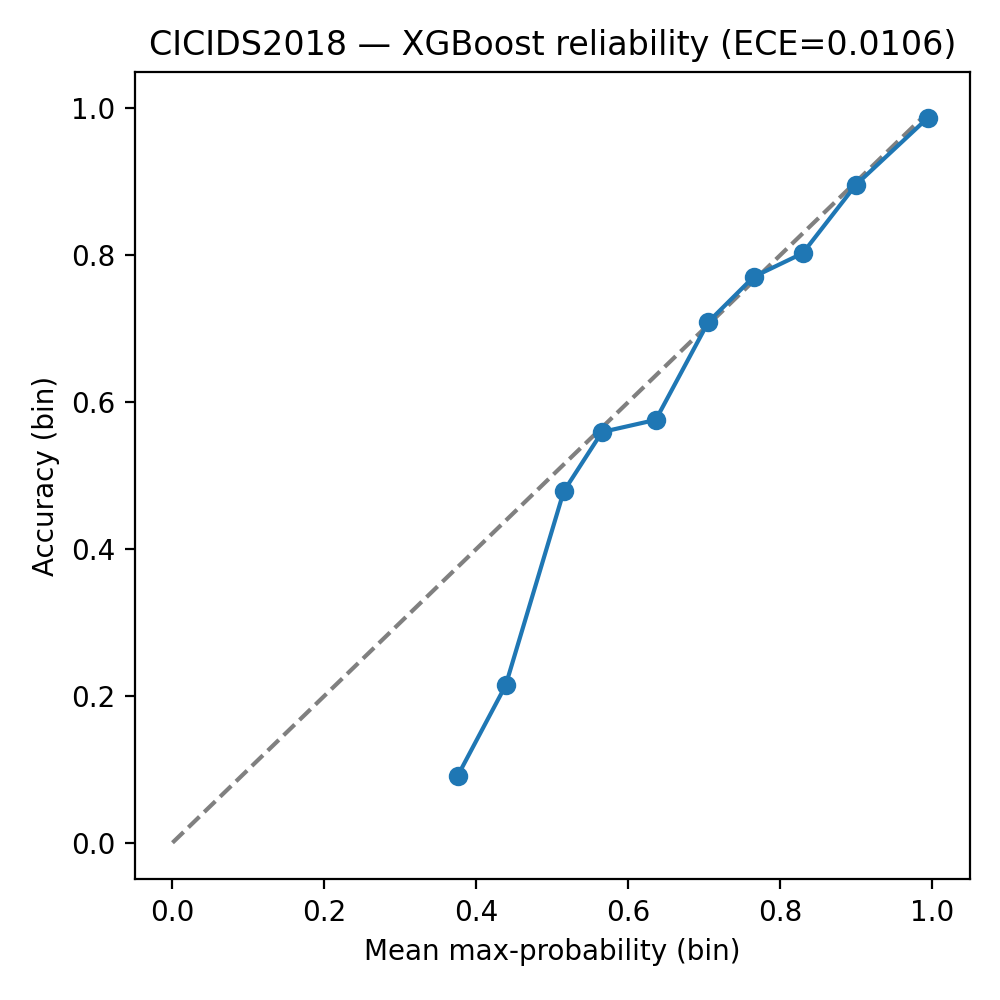 CICIDS2018 — XGBoost reliability (ECE=0.0106)
1.0
0.8
0.6
0.4
0.2
0.0
Accuracy (bin)
0.0 0.2 0.4 0.6 0.8 1.0
Mean max-probability (bin)